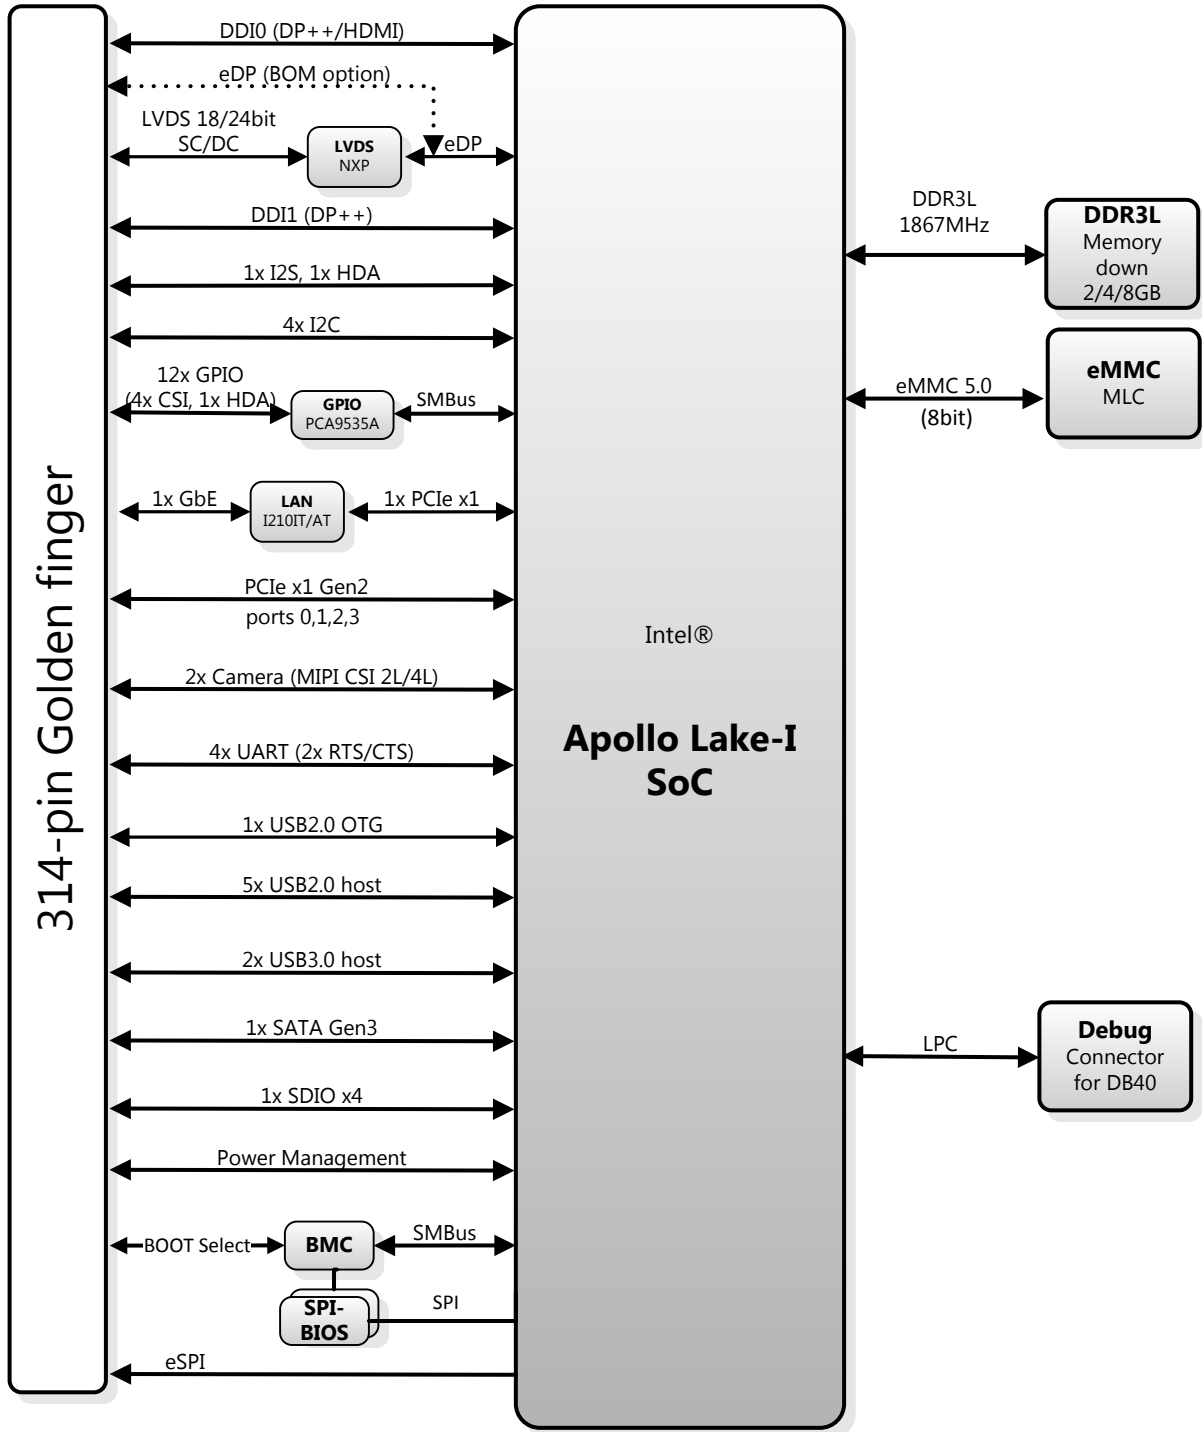 DDI0 (DP++/HDMI)
eDP (BOM option)
LVDS 18/24bit
SC/DC
LVDS
NXP
eDP
DDI1 (DP++)
1x I2S, 1x HDA
4x I2C
12x GPIO
(4x CSI, 1x HDA)
GPIO
PCA9535A
SMBus
1x GbE
LAN
I210IT/AT
1x PCIe x1
PCIe x1 Gen2
ports 0,1,2,3
2x Camera (MIPI CSI 2L/4L)
4x UART (2x RTS/CTS)
1x USB2.0 OTG
5x USB2.0 host
2x USB3.0 host
1x SATA Gen3
1x SDIO x4
Power Management
BOOT Select
BMC
SMBus
SPI-
BIOS
SPI
eSPI
314-pin Golden finger
Intel®
Apollo Lake-I
SoC
DDR3L
1867MHz
DDR3L
Memory
down
2/4/8GB
eMMC 5.0
(8bit)
eMMC
MLC
LPC
Debug
Connector
for DB40